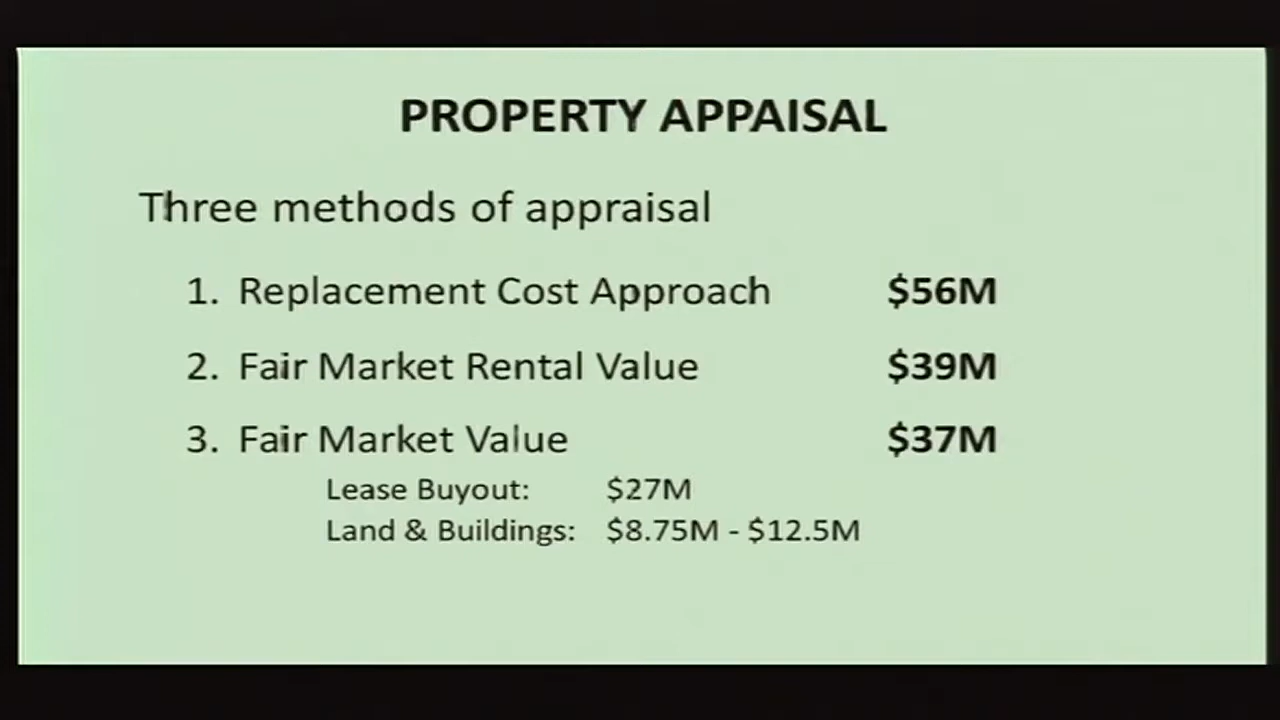 PROPERTY APPAISAL
Three methods of appraisal
1. Replacement Cost Approach $56M
2. Fair Market Rental Value $39M
3. Fair Market Value $37M
Lease Buyout: $27M
Land & Buildings: $8.75M - $12.5M